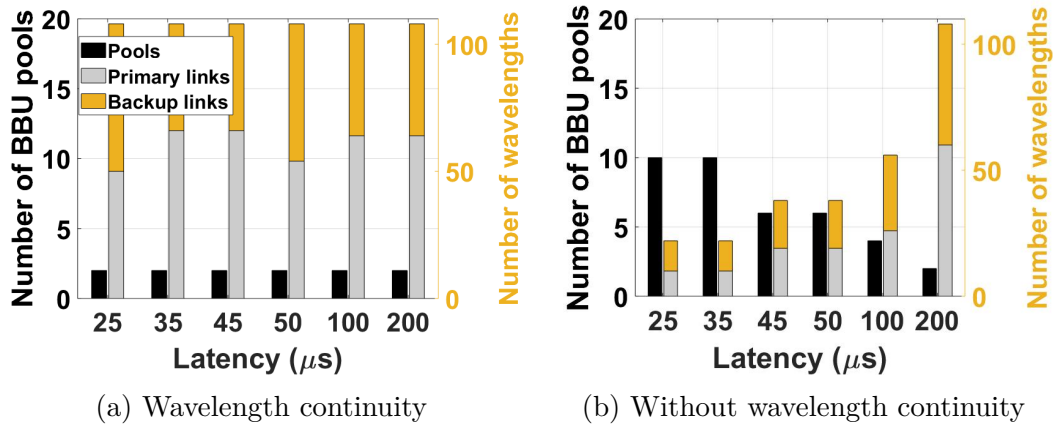 Number of BBU pools
20
15
10
5
0
Pools
Primary links
Backup links
100
50
0
Number of wavelengths
25 35 45 50 100 200
Latency (μs)
(a) Wavelength continuity
Number of BBU pools
20
15
10
5
0
100
50
0
Number of wavelengths
25 35 45 50 100 200
Latency (μs)
(b) Without wavelength continuity